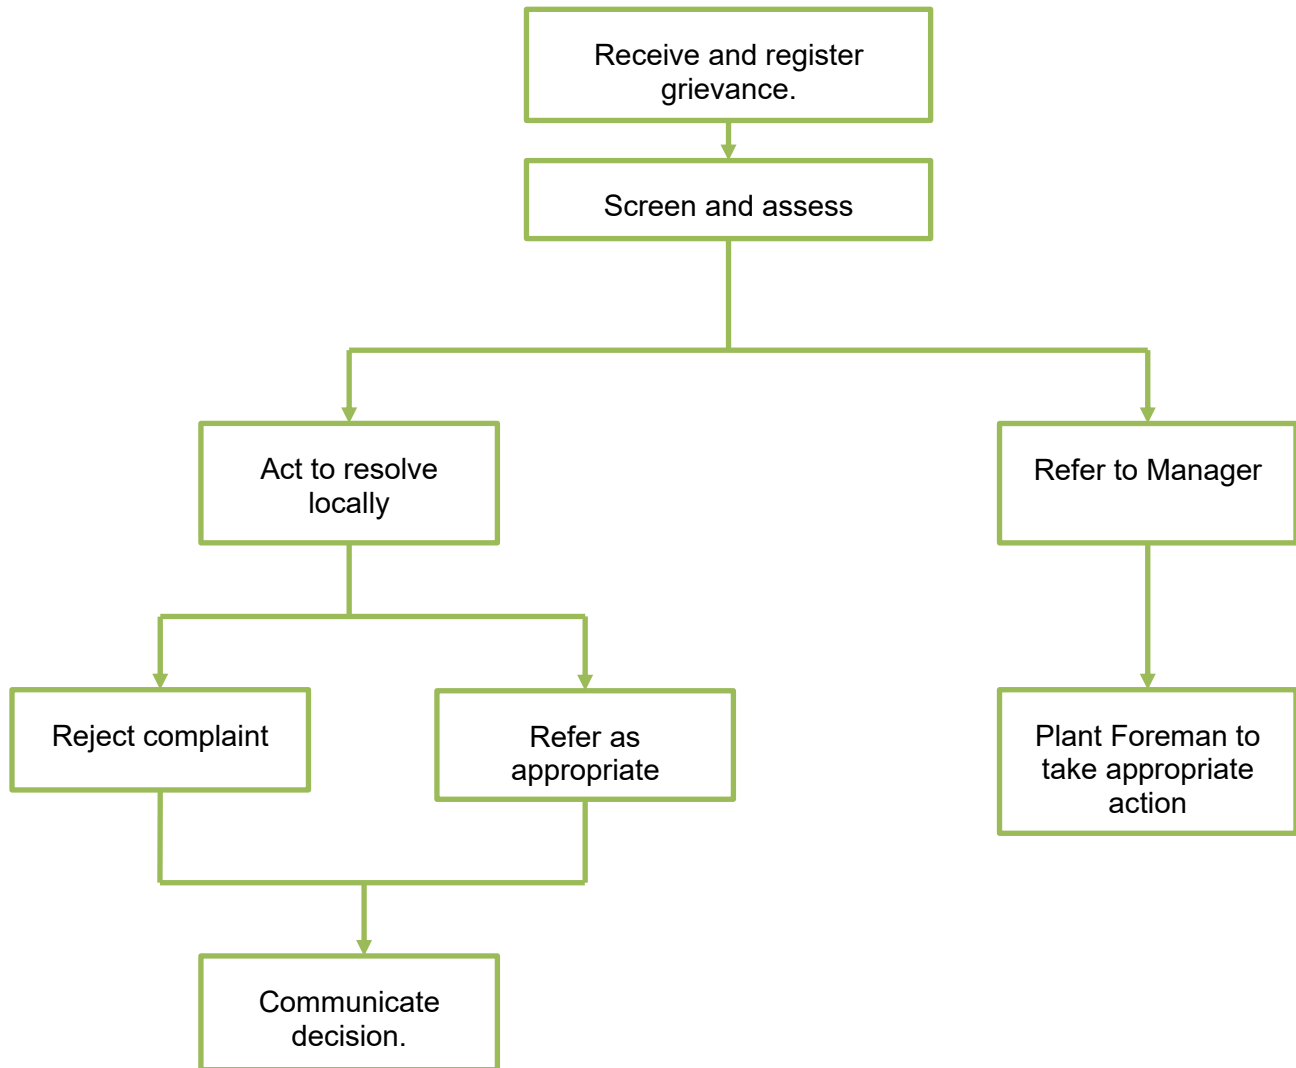 Receive and register
grievance.
Screen and assess
Act to resolve
locally
Refer to Manager
Reject complaint
Refer as
appropriate
Plant Foreman to
take appropriate
action
Communicate
decision.